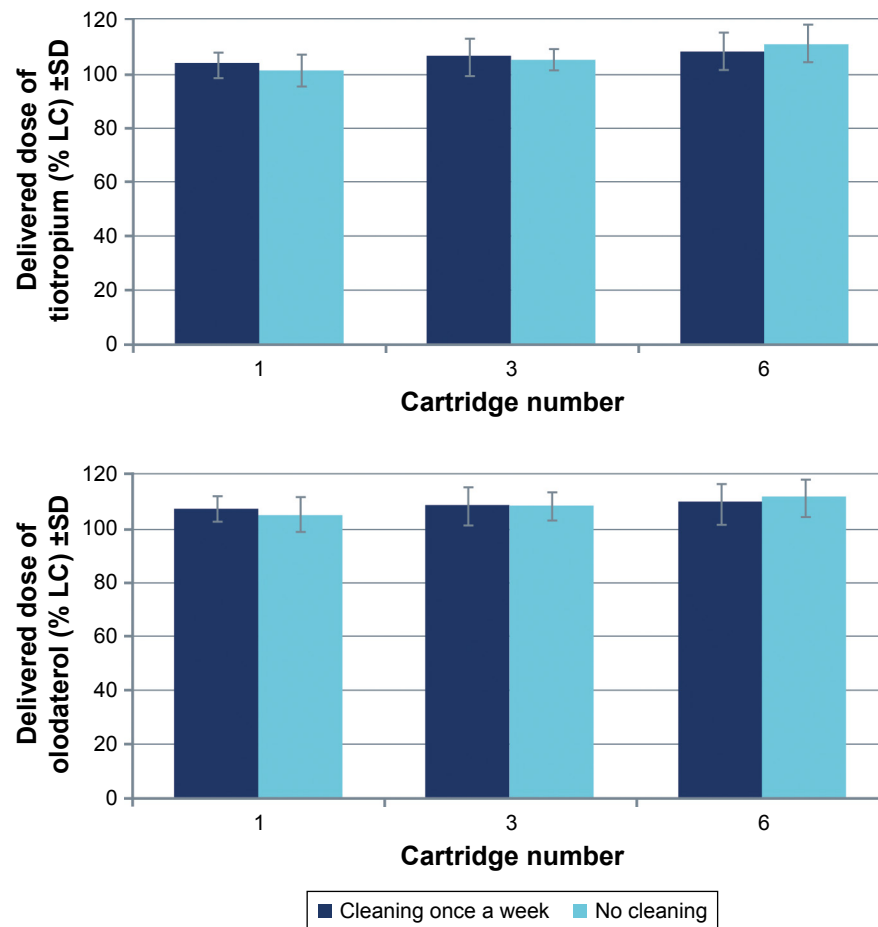 Delivered dose of
tiotropium (% LC) ±SD
120
100
80
60
40
20
0
1 3 6
Cartridge number
Delivered dose of
olodaterol (% LC) ±SD
120
100
80
60
40
20
0
1 3 6
Cartridge number
Cleaning once a week No cleaning